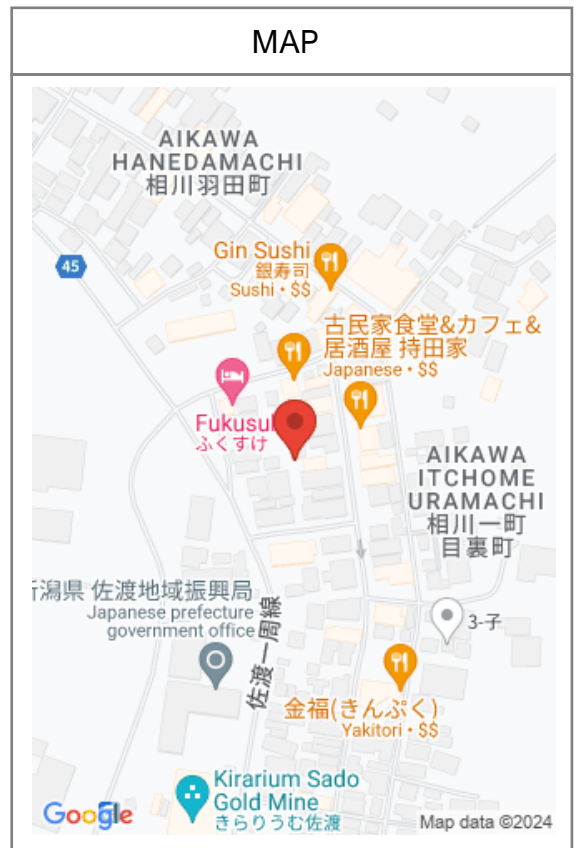 MAP
AIKAWA
HANEDAMACHI
相川羽田町
45
Gin Sushi
銀寿司
Sushi • $$
古民家食堂&カフェ&
居酒屋 持田家
Japanese • $$
Fukusu
ふくすけ
AIKAWA
ITCHOME
URAMACHI
相川一町
目裏町
潟県 佐渡地域振興局
Japanese prefecture
government office
佐渡一周線
3-子
金福(きんぷく)
Yakitori • $$
Kirarium Sado
Gold Mine
きらりうむ佐渡
Google
Map data ©2024